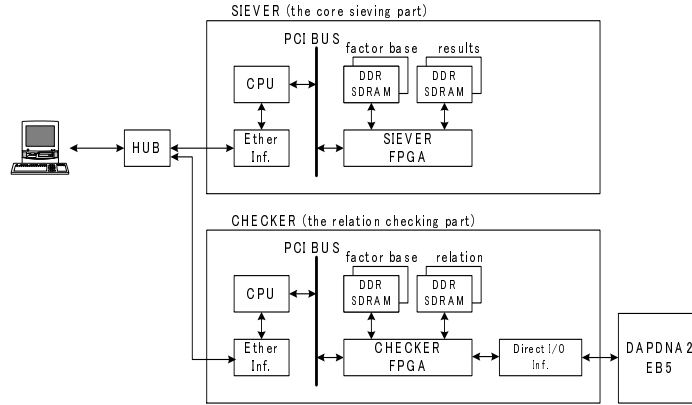 SIEVER (the core sieving part)
PCI BUS
factor base
results
CPU
DDR
SDRAM
DDR
SDRAM
HUB
Ether
Inf.
SIEVER
FPGA
CHECKER (the relation checking part)
PCI BUS
factor base
relation
CPU
DDR
SDRAM
DDR
SDRAM
Ether
Inf.
CHECKER
FPGA
Direct I/O
Inf.
DAPDNA2
EB5